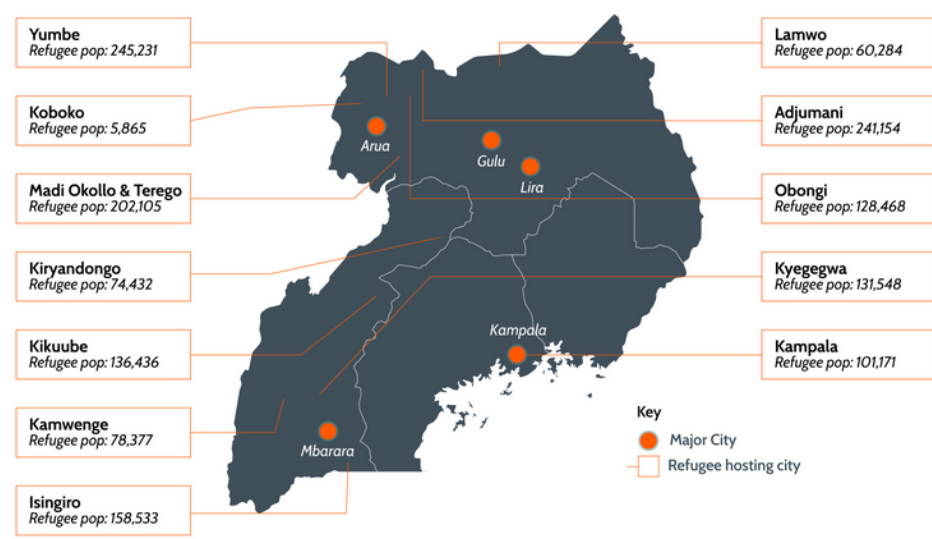 Yumbe
Refugee pop: 245,231
Koboko
Refugee pop: 5,865
Madi Okollo & Terego
Refugee pop: 202,105
Kiryandongo
Refugee pop: 74,432
Kikuube
Refugee pop: 136,436
Kamwenge
Refugee pop: 78,377
Isingiro
Refugee pop: 158,533
Arua
Gulu
Lira
Kampala
Mbarara
Lamwo
Refugee pop: 60,284
Adjumani
Refugee pop: 241,154
Obongi
Refugee pop: 128,468
Kyegegwa
Refugee pop: 131,548
Kampala
Refugee pop: 101,171
Key
Major City
Refugee hosting city